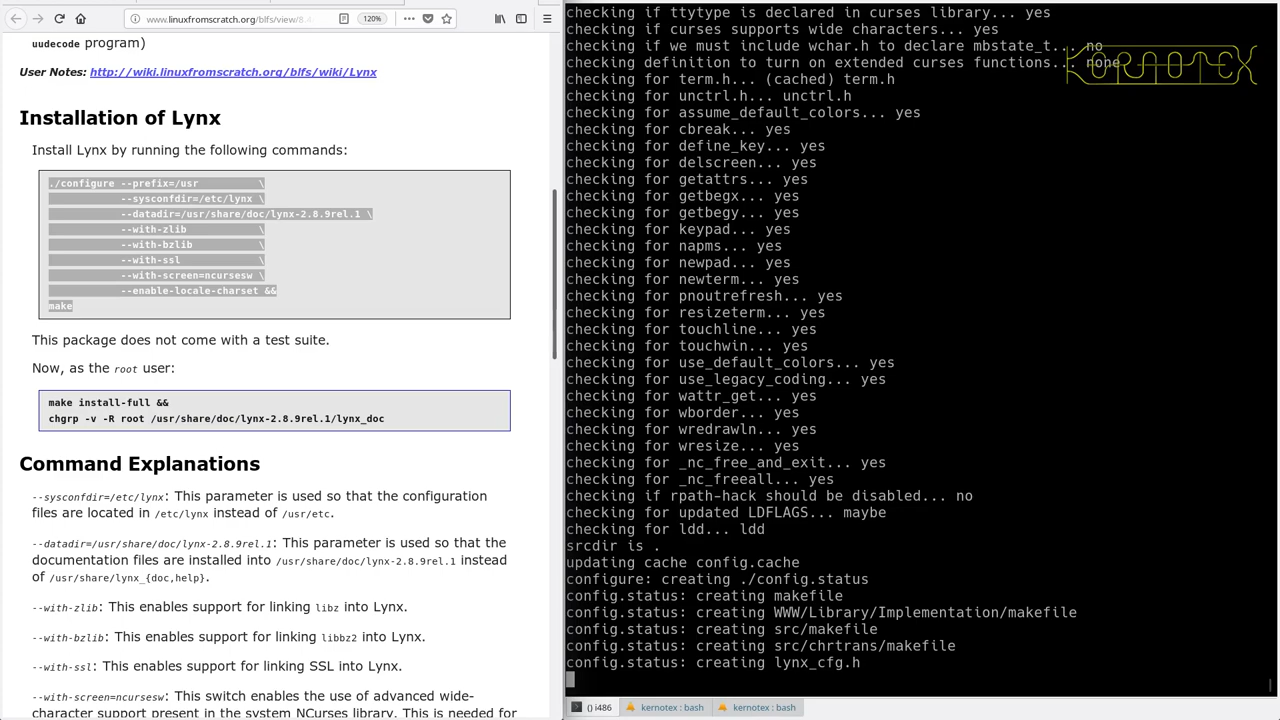 www.linuxfromscratch.org/blfs/view/8.4
120%
uudecode program)
User Notes: http://wiki.linuxfromscratch.org/blfs/wiki/Lynx
Installation of Lynx
Install Lynx by running the following commands:
./configure --prefix=/usr \
--sysconfdir=/etc/lynx \
--datadir=/usr/share/doc/lynx-2.8.9rel.1 \
--with-zlib \
--with-bzlib \
--with-ssl \
--with-screen=ncursesw \
--enable-locale-charset &&
make
This package does not come with a test suite.
Now, as the root user:
make install-full &&
chgrp -v -R root /usr/share/doc/lynx-2.8.9rel.1/lynx_doc
Command Explanations
--sysconfdir=/etc/lynx: This parameter is used so that the configuration
files are located in /etc/lynx instead of /usr/etc.
--datadir=/usr/share/doc/lynx-2.8.9rel.1: This parameter is used so that the
documentation files are installed into /usr/share/doc/lynx-2.8.9rel.1 instead
of /usr/share/lynx_{doc,help}.
--with-zlib: This enables support for linking libz into Lynx.
--with-bzlib: This enables support for linking libbz2 into Lynx.
--with-ssl: This enables support for linking SSL into Lynx.
--with-screen=ncursesw: This switch enables the use of advanced wide-
character support present in the system NCurses library. This is needed for
checking if ttytype is declared in curses library... yes
checking if curses supports wide characters... yes
checking if we must include wchar.h to declare mbstate_t... no
checking definition to turn on extended curses functions... none
checking for term.h... (cached) term.h
checking for unctrl.h... unctrl.h
checking for assume_default_colors... yes
checking for cbreak... yes
checking for define_key... yes
checking for delscreen... yes
checking for getattrs... yes
checking for getbegx... yes
checking for getbegy... yes
checking for keypad... yes
checking for napms... yes
checking for newpad... yes
checking for newterm... yes
checking for pnoutrefresh... yes
checking for resizeterm... yes
checking for touchline... yes
checking for touchwin... yes
checking for use_default_colors... yes
checking for use_legacy_coding... yes
checking for wattr_get... yes
checking for wborder... yes
checking for wredrawln... yes
checking for wresize... yes
checking for _nc_free_and_exit... yes
checking for _nc_freeall... yes
checking if rpath-hack should be disabled... no
checking for updated LDFLAGS... maybe
checking for ldd... ldd
srcdir is .
updating cache config.cache
configure: creating ./config.status
config.status: creating makefile
config.status: creating WWW/Library/Implementation/makefile
config.status: creating src/makefile
config.status: creating src/chrtrans/makefile
config.status: creating lynx_cfg.h
KERNOTEX
() i486
kernotex : bash
kernotex : bash